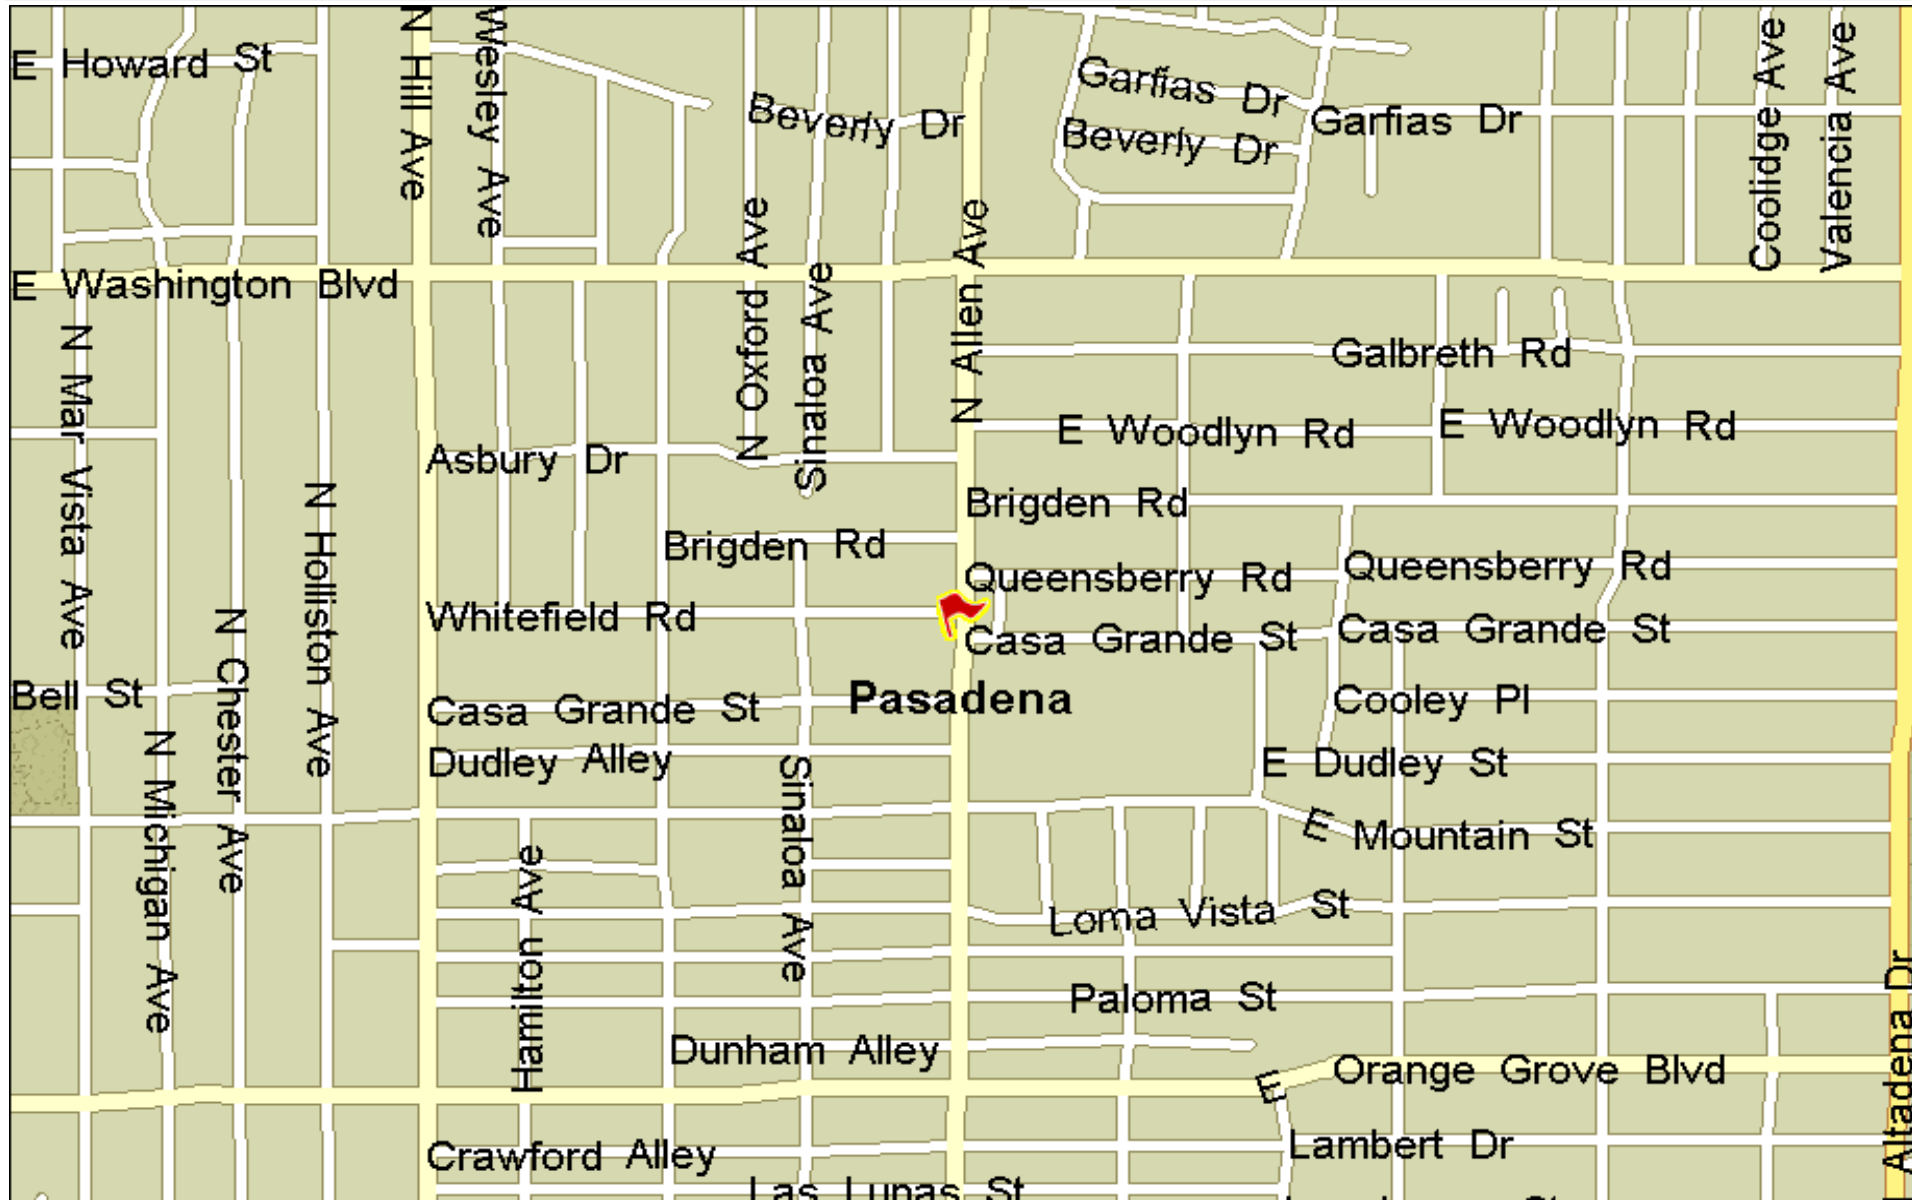 E Howard St
N Hill Ave
Wesley Ave
Beverly Dr
Garfias Dr
Beverly Dr
Garfias Dr
Coolidge Ave
Valencia Ave
E Washington Blvd
N Oxford Ave
Sinaloa Ave
N Allen Ave
N Mar Vista Ave
Galbreth Rd
E Woodlyn Rd
E Woodlyn Rd
Asbury Dr
N Holliston Ave
Brigden Rd
Brigden Rd
Queensberry Rd
Queensberry Rd
Whitefield Rd
N Chester Ave
Casa Grande St
Casa Grande St
Bell St
Casa Grande St
Pasadena
Cooley Pl
N Michigan Ave
Dudley Alley
Sinaloa Ave
E Dudley St
E Mountain St
Hamilton Ave
Loma Vista St
Paloma St
Dunham Alley
E Orange Grove Blvd
Altadena Dr
Crawford Alley
Lambert Dr
Las Lunas St